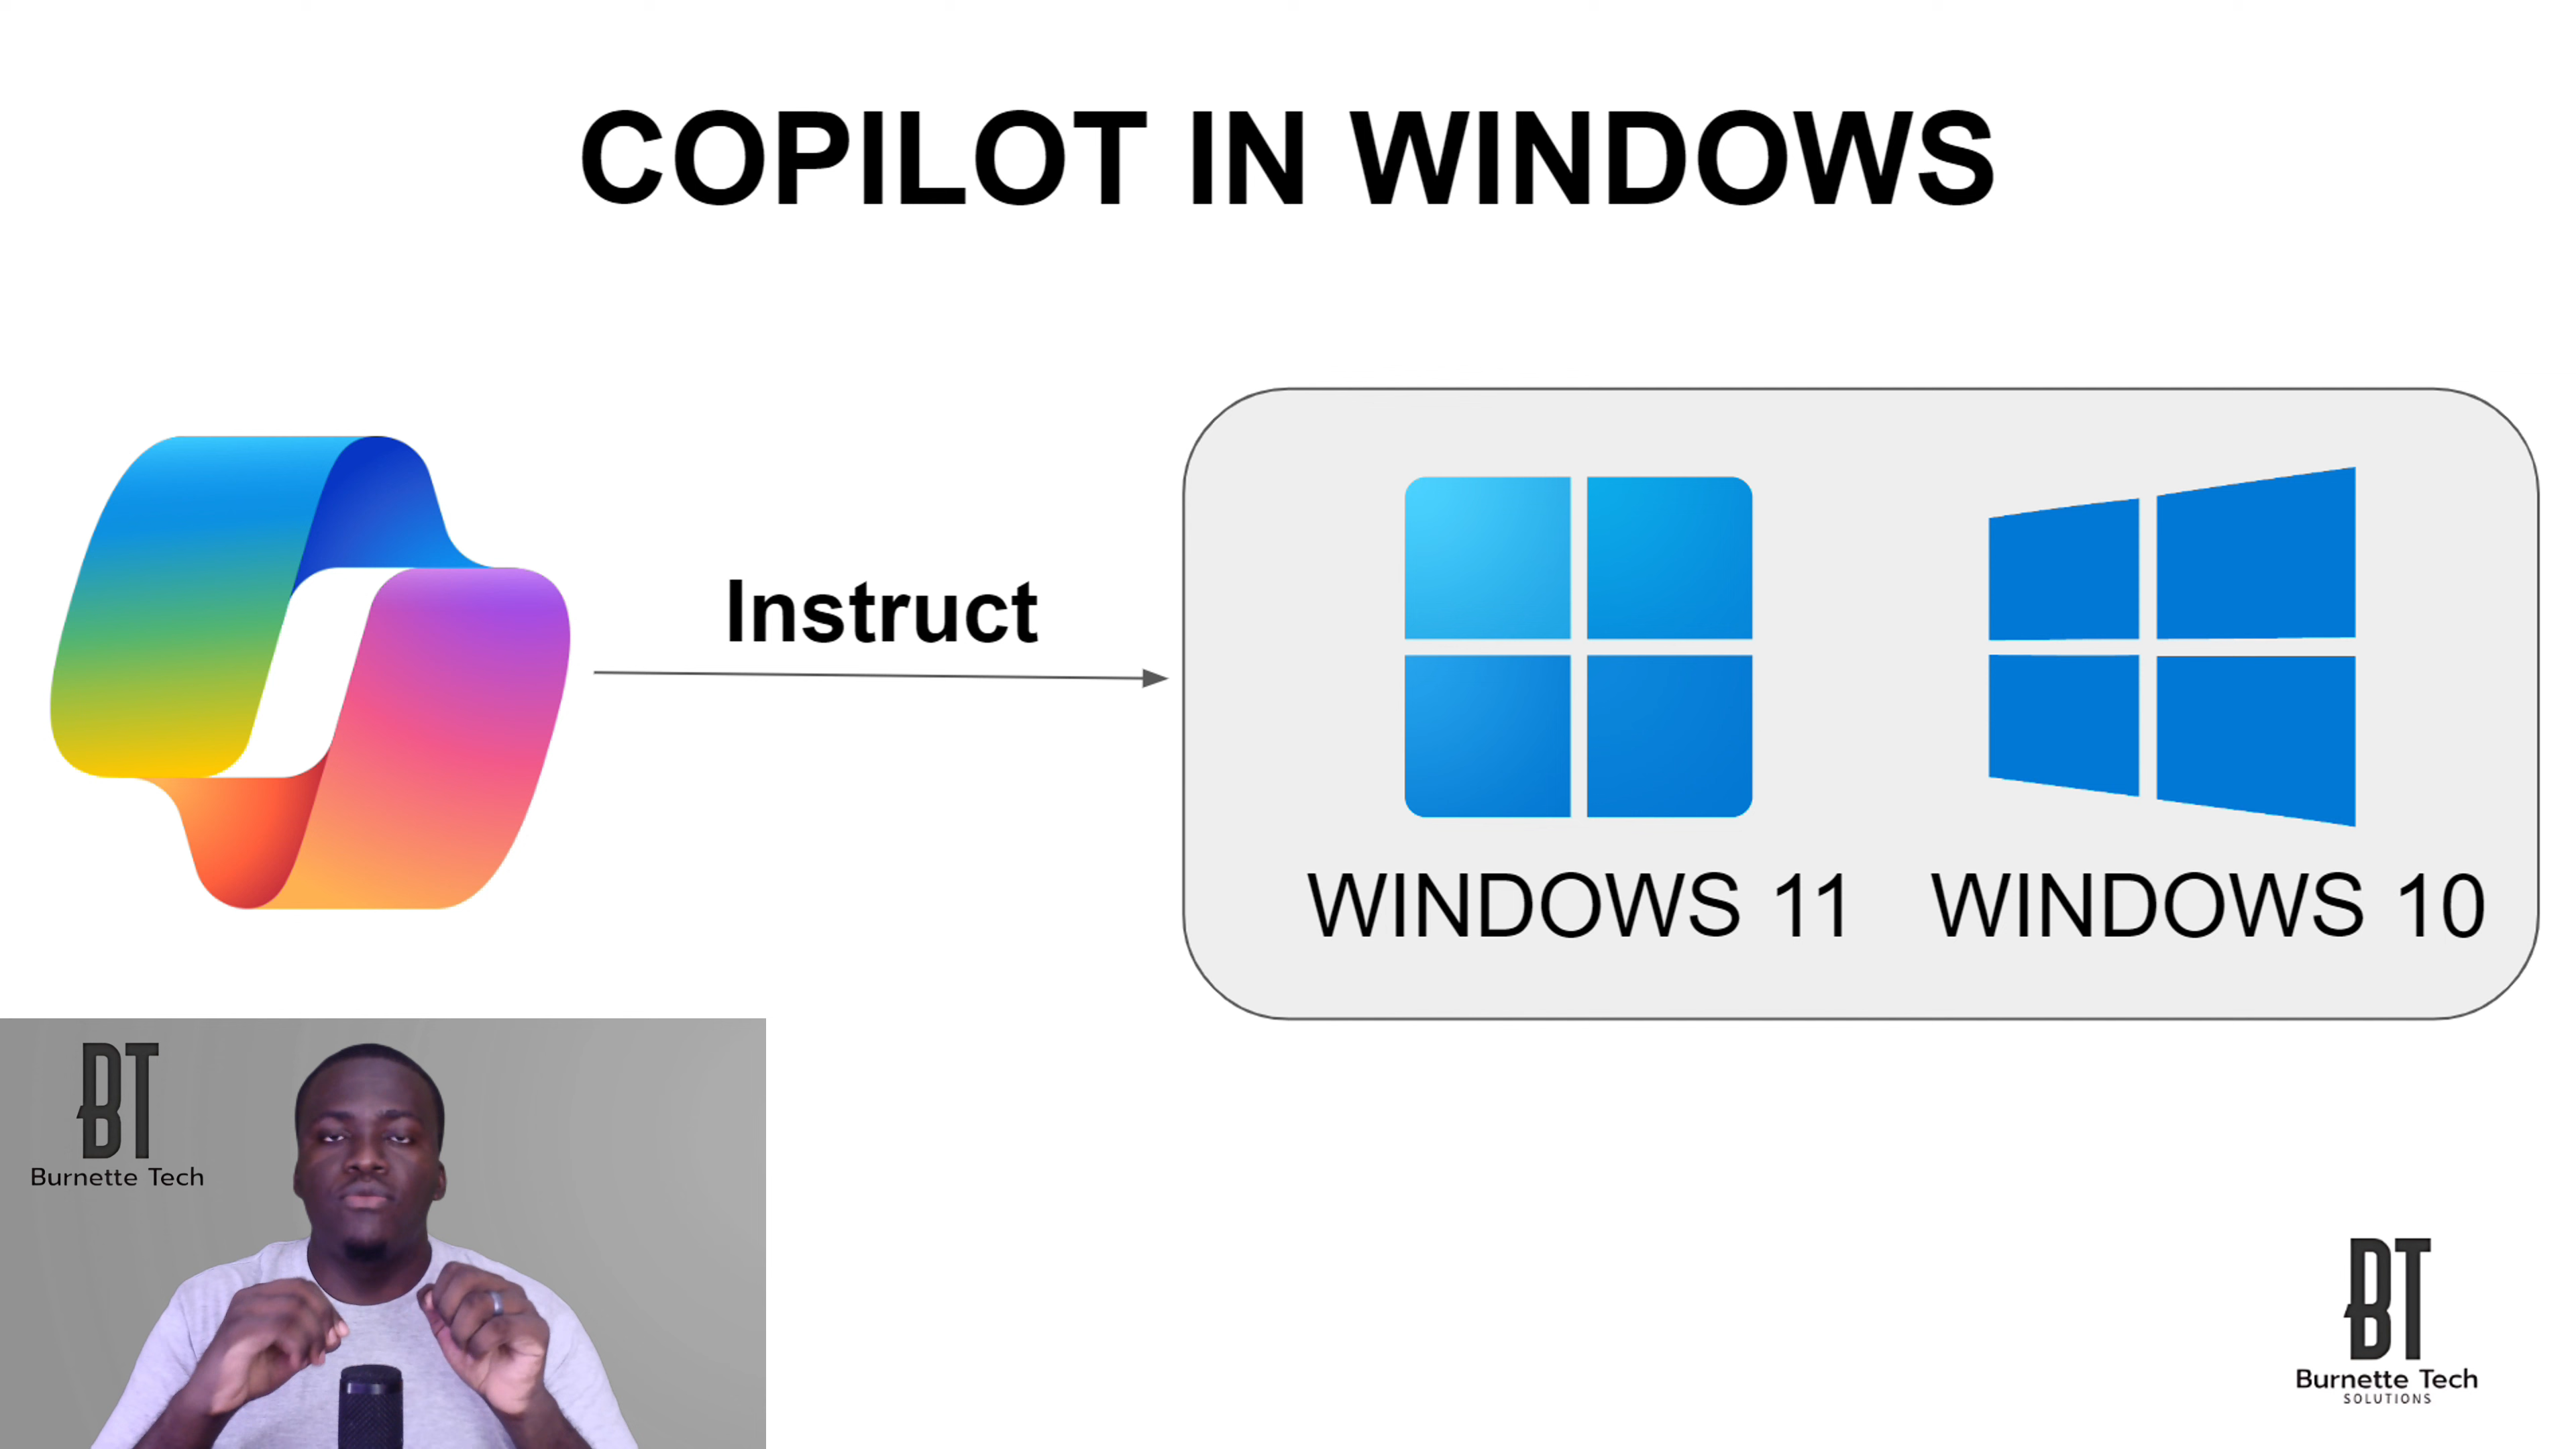 COPILOT IN WINDOWS
Instruct
WINDOWS 11
WINDOWS 10
BT
Burnette Tech
BT
Burnette Tech
SOLUTIONS